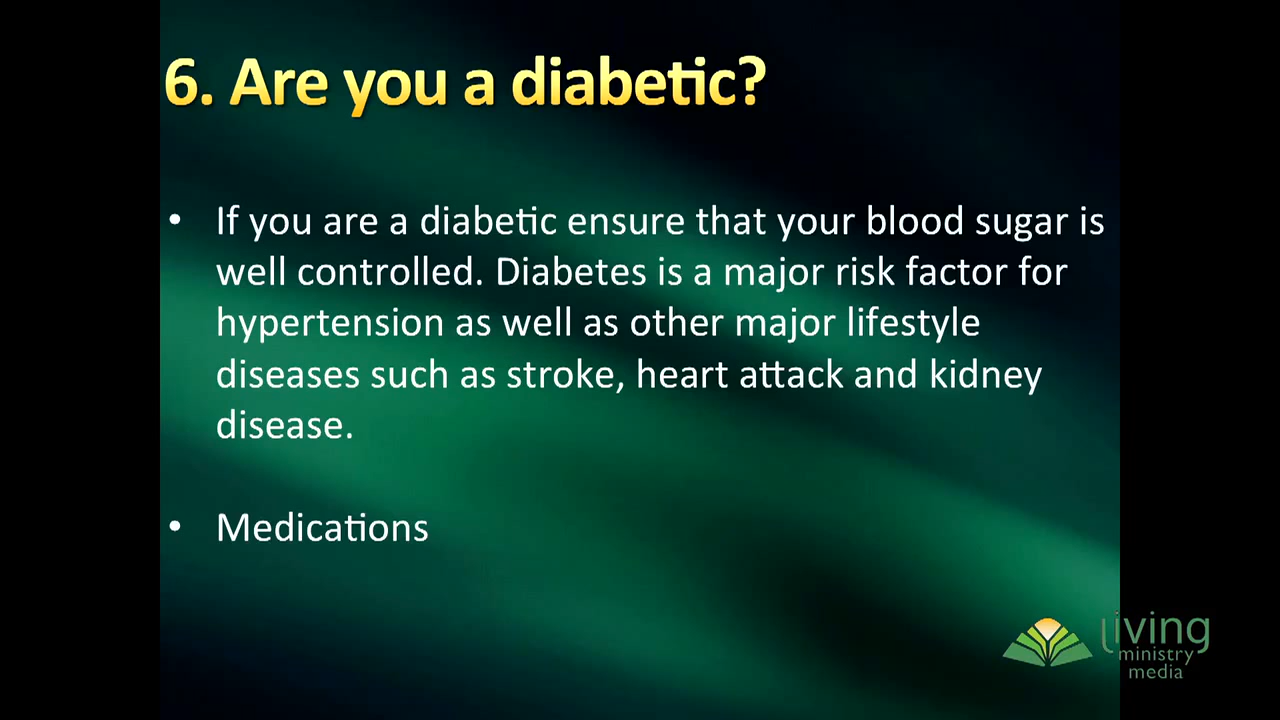 6. Are you a diabetic?
• If you are a diabetic ensure that your blood sugar is
well controlled. Diabetes is a major risk factor for
hypertension as well as other major lifestyle
diseases such as stroke, heart attack and kidney
disease.
• Medications
living
ministry
media